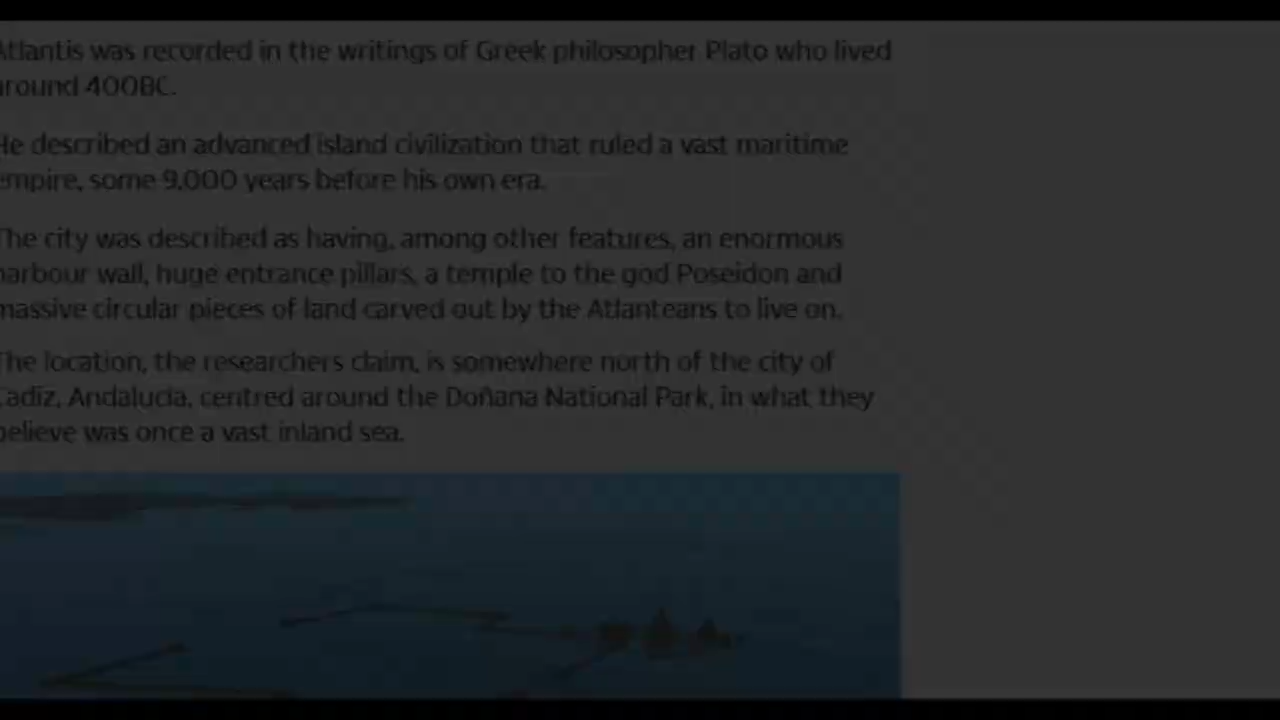 Atlantis was recorded in the writings of Greek philosopher Plato who lived
around 400BC.
He described an advanced island civilization that ruled a vast maritime
empire, some 9,000 years before his own era.
The city was described as having, among other features, an enormous
harbour wall, huge entrance pillars, a temple to the god Poseidon and
massive circular pieces of land carved out by the Atlanteans to live on.
The location, the researchers claim, is somewhere north of the city of
Cadiz, Andalucia, centred around the Doñana National Park, in what they
believe was once a vast inland sea.